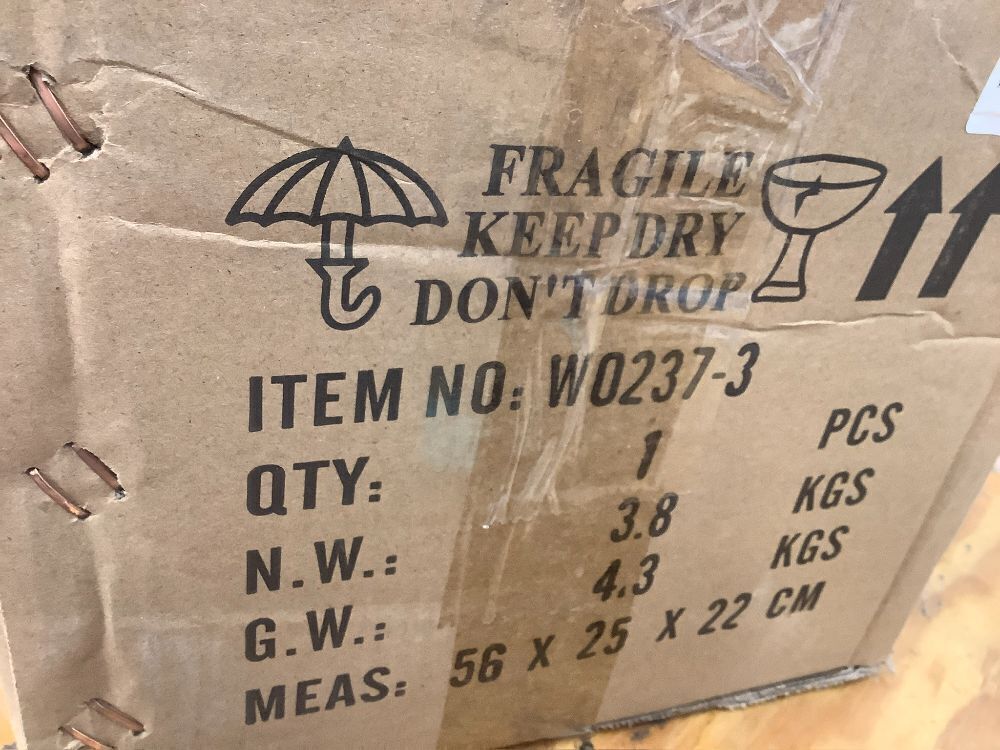 FRAGILE
KEEP DRY
DON'T DROP
ITEM NO: W0237-3
QTY: 1 PCS
N.W.: 3.8 KGS
G.W.: 4.3 KGS
MEAS: 56 X 25 X 22 CM